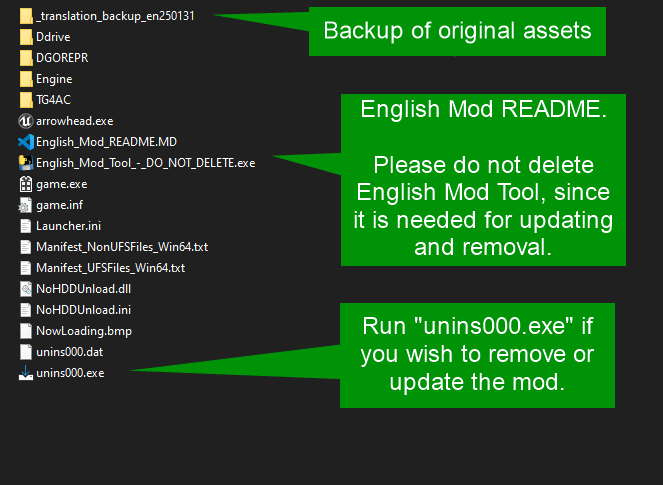 _translation_backup_en250131
Ddrive
DGOREPR
Engine
TG4AC
arrowhead.exe
English_Mod_README.MD
English_Mod_Tool_-_DO_NOT_DELETE.exe
game.exe
game.inf
Launcher.ini
Manifest_NonUFSFiles_Win64.txt
Manifest_UFSFiles_Win64.txt
NoHDDUnload.dll
NoHDDUnload.ini
NowLoading.bmp
unins000.dat
unins000.exe
Backup of original assets
English Mod README.
Please do not delete
English Mod Tool, since
it is needed for updating
and removal.
Run "unins000.exe" if
you wish to remove or
update the mod.